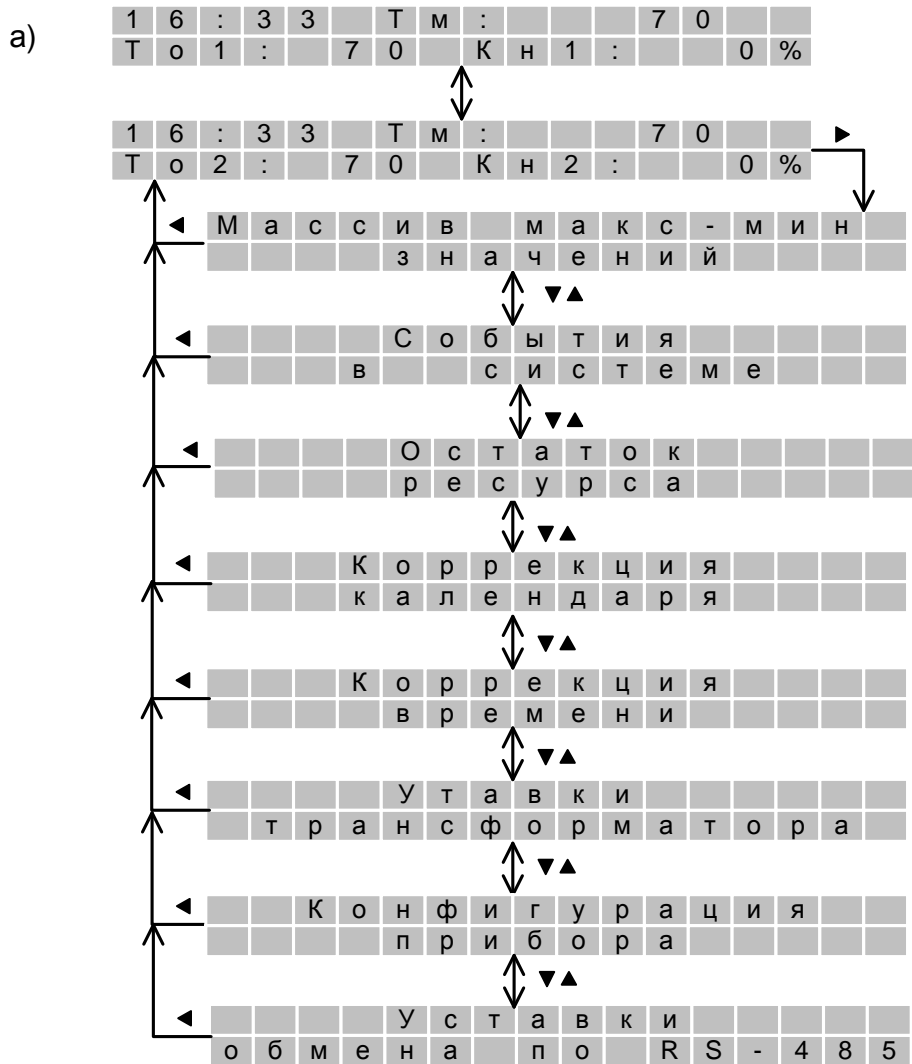 а)
16:33 Тм: 70
То1: 70 Кн1: 0%
16:33 Тм: 70
То2: 70 Кн2: 0%
Массив макс-мин
значений
События
в системе
Остаток
ресурса
Коррекция
календаря
Коррекция
времени
Утавки
трансформатора
Конфигурация
прибора
Уставки
обмена по RS-485